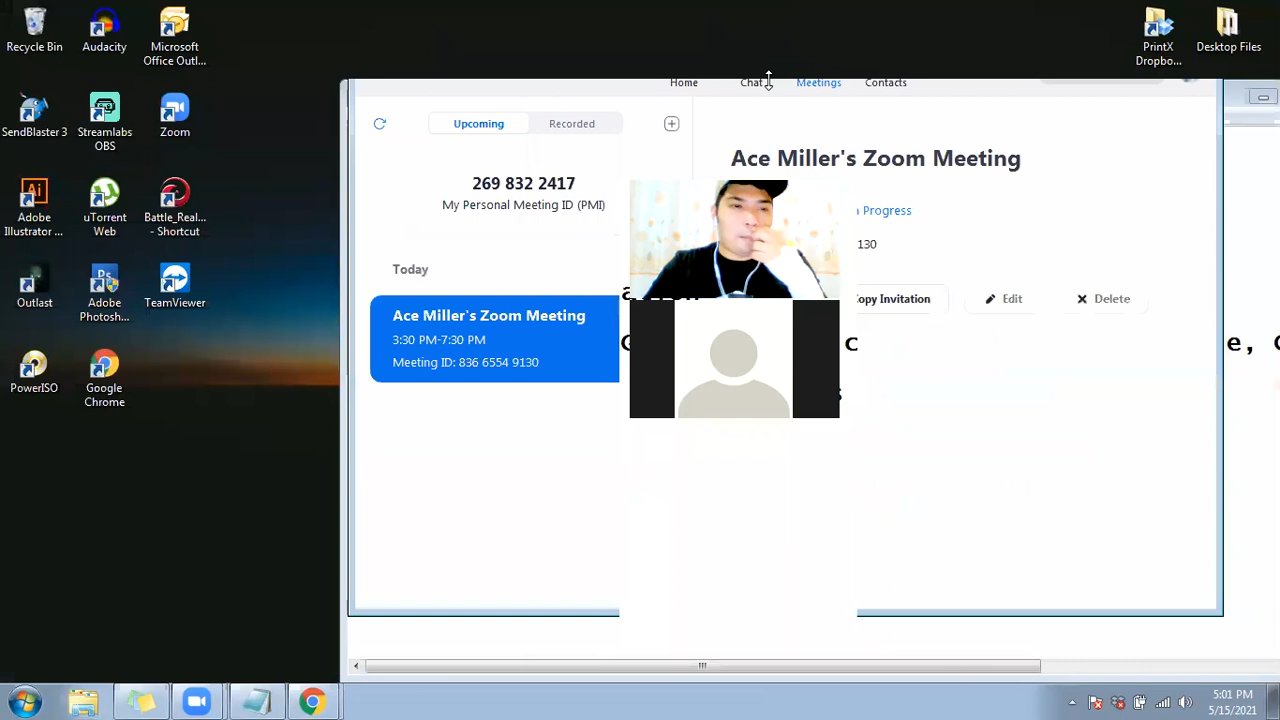 Recycle Bin
Audacity
Microsoft
Office Outl...
PrintX
Dropbo...
Desktop Files
SendBlaster 3
Streamlabs
OBS
Zoom
Adobe
Illustrator ...
uTorrent
Web
Battle_Real...
- Shortcut
Outlast
Adobe
Photosh...
TeamViewer
PowerISO
Google
Chrome
Home
Chat
Meetings
Contacts
Upcoming
Recorded
269 832 2417
My Personal Meeting ID (PMI)
Today
Ace Miller's Zoom Meeting
3:30 PM-7:30 PM
Meeting ID: 836 6554 9130
Ace Miller's Zoom Meeting
Progress
130
Copy Invitation
Edit
Delete
c
e,
5:01 PM
5/15/2021